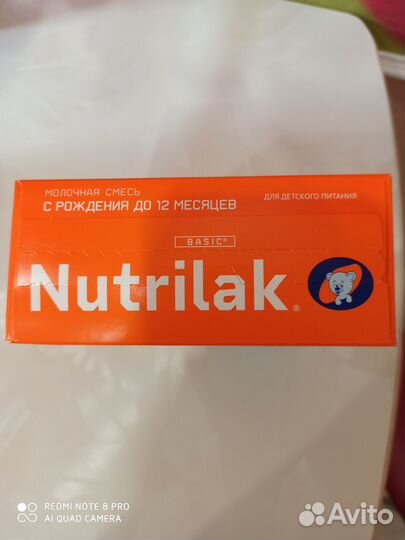 МОЛОЧНАЯ СМЕСЬ
С РОЖДЕНИЯ ДО 12 МЕСЯЦЕВ
ДЛЯ ДЕТСКОГО ПИТАНИЯ
BASIC®
Nutrilak®
REDMI NOTE 8 PRO
AI QUAD CAMERA
Avito